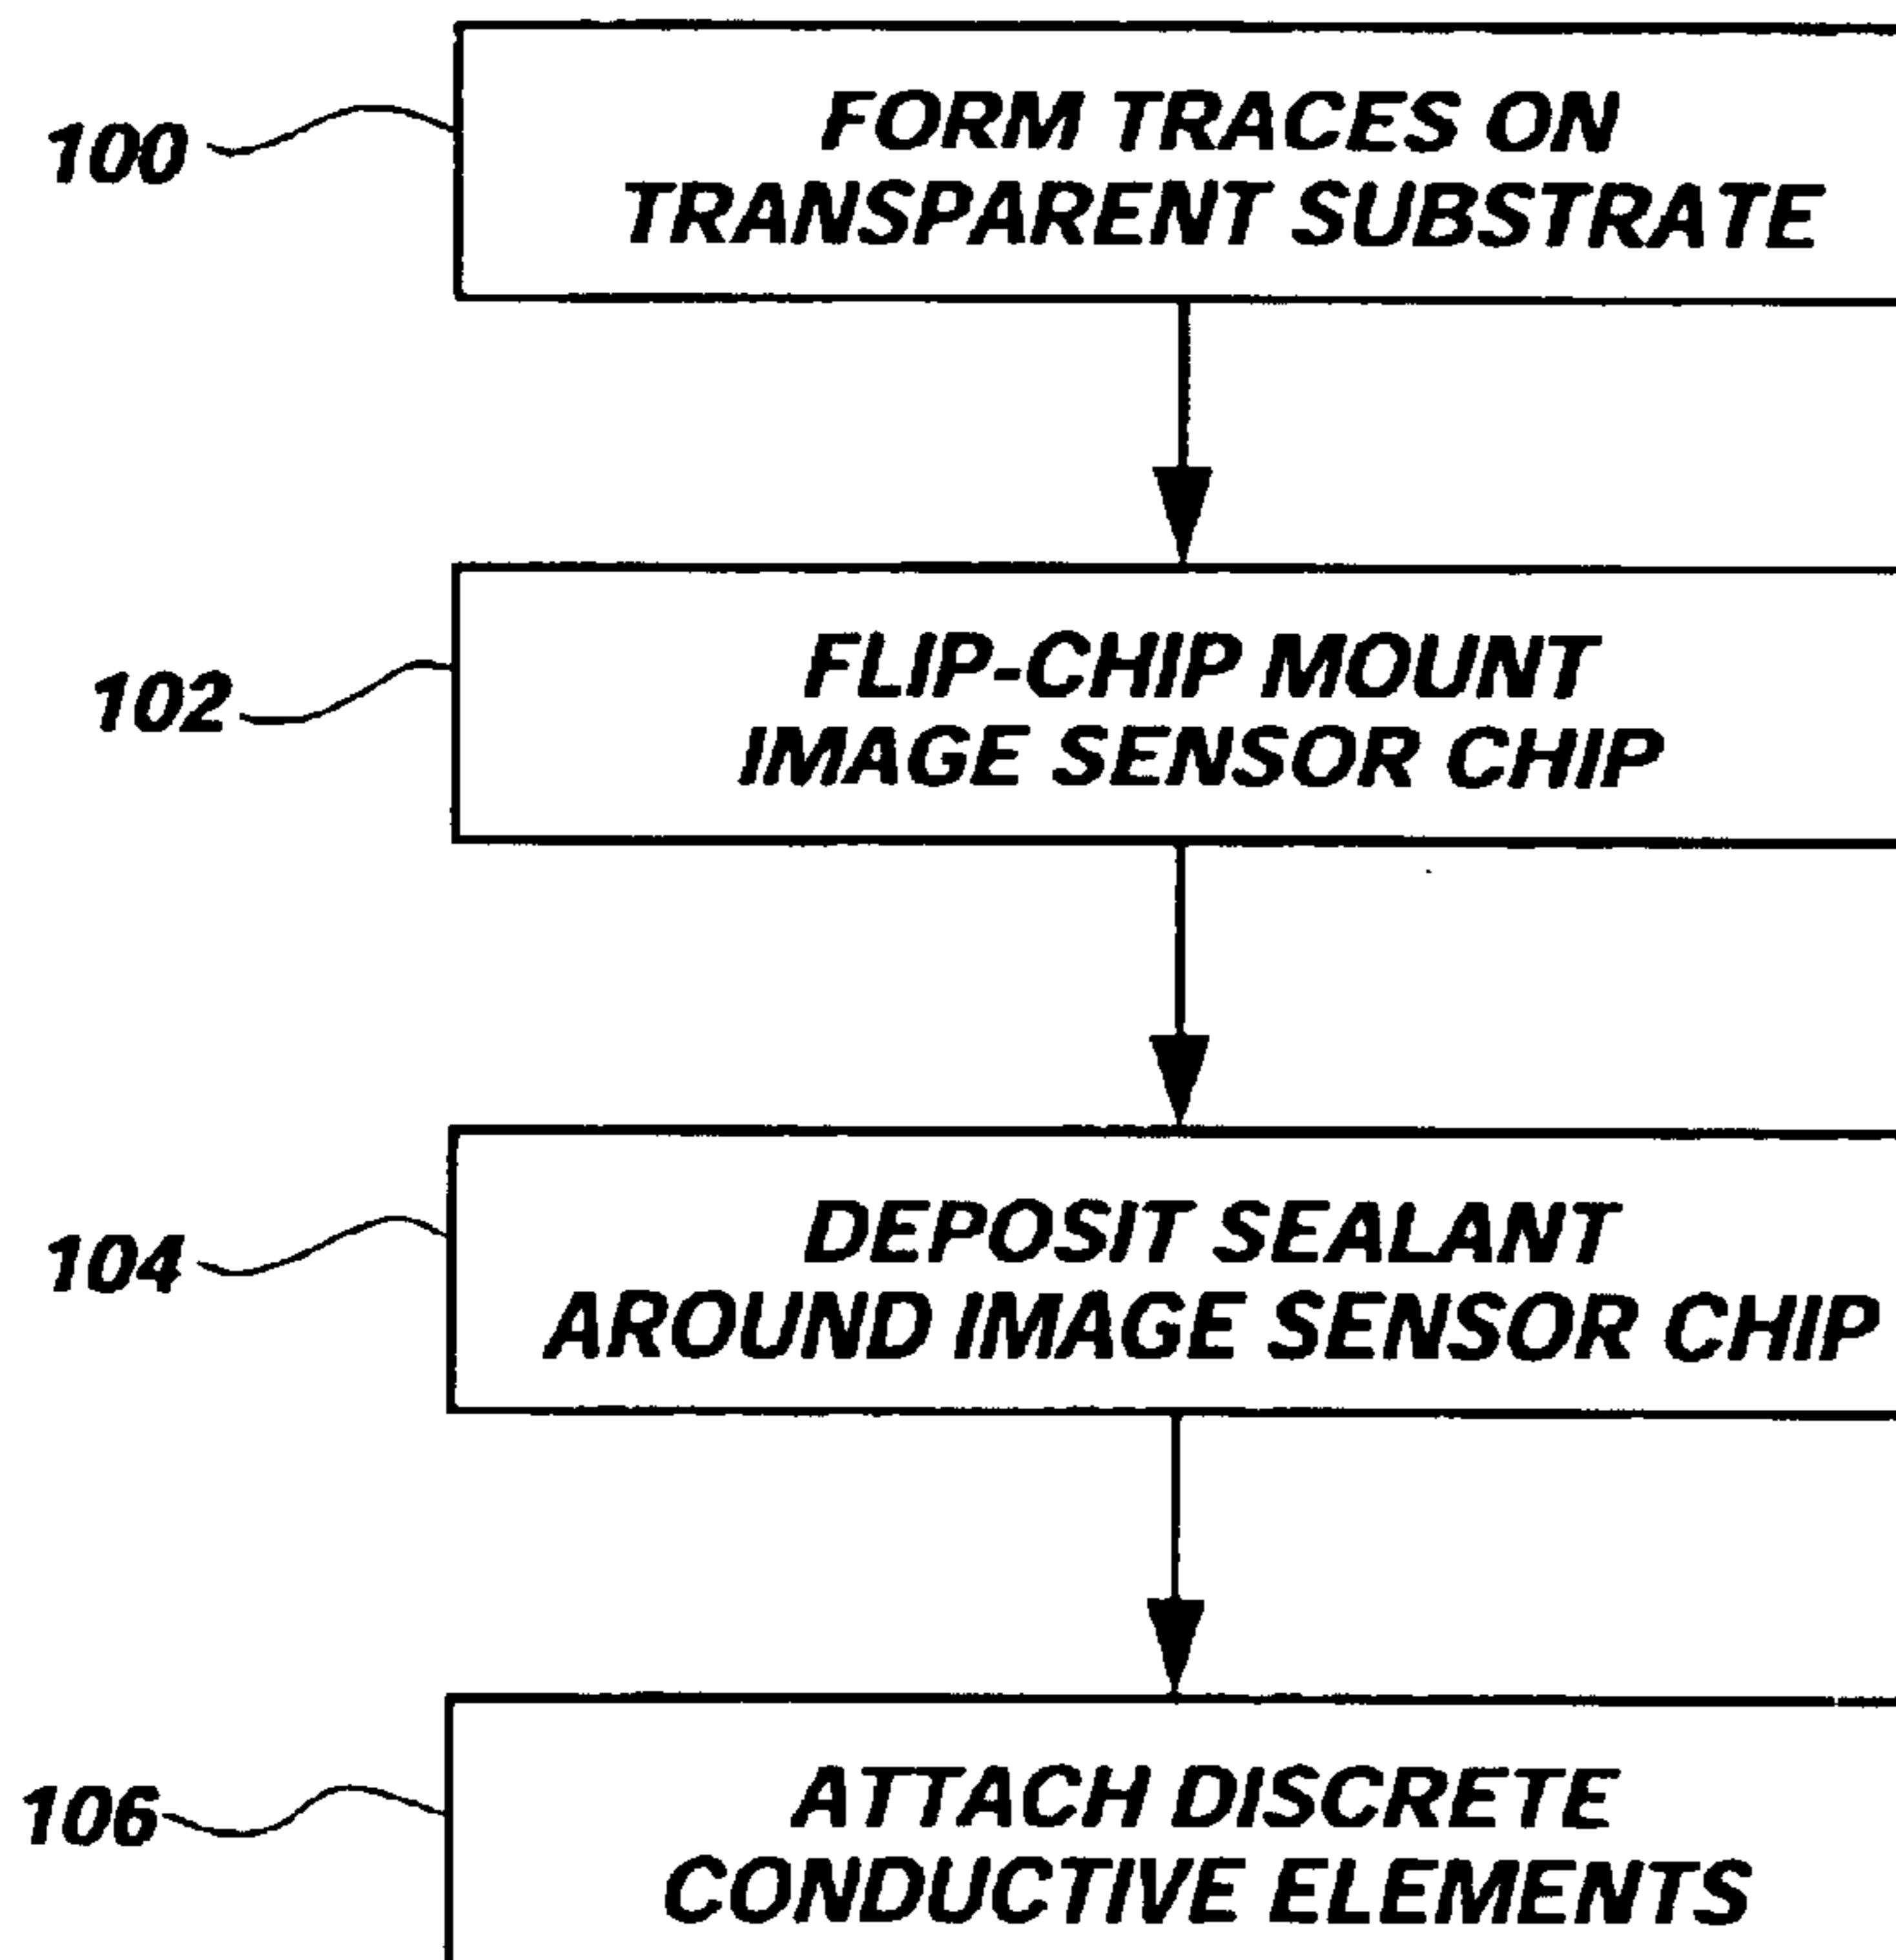 100
FORM TRACES ON
TRANSPARENT SUBSTRATE
102
FLIP-CHIP MOUNT
IMAGE SENSOR CHIP
104
DEPOSIT SEALANT
AROUND IMAGE SENSOR CHIP
106
ATTACH DISCRETE
CONDUCTIVE ELEMENTS